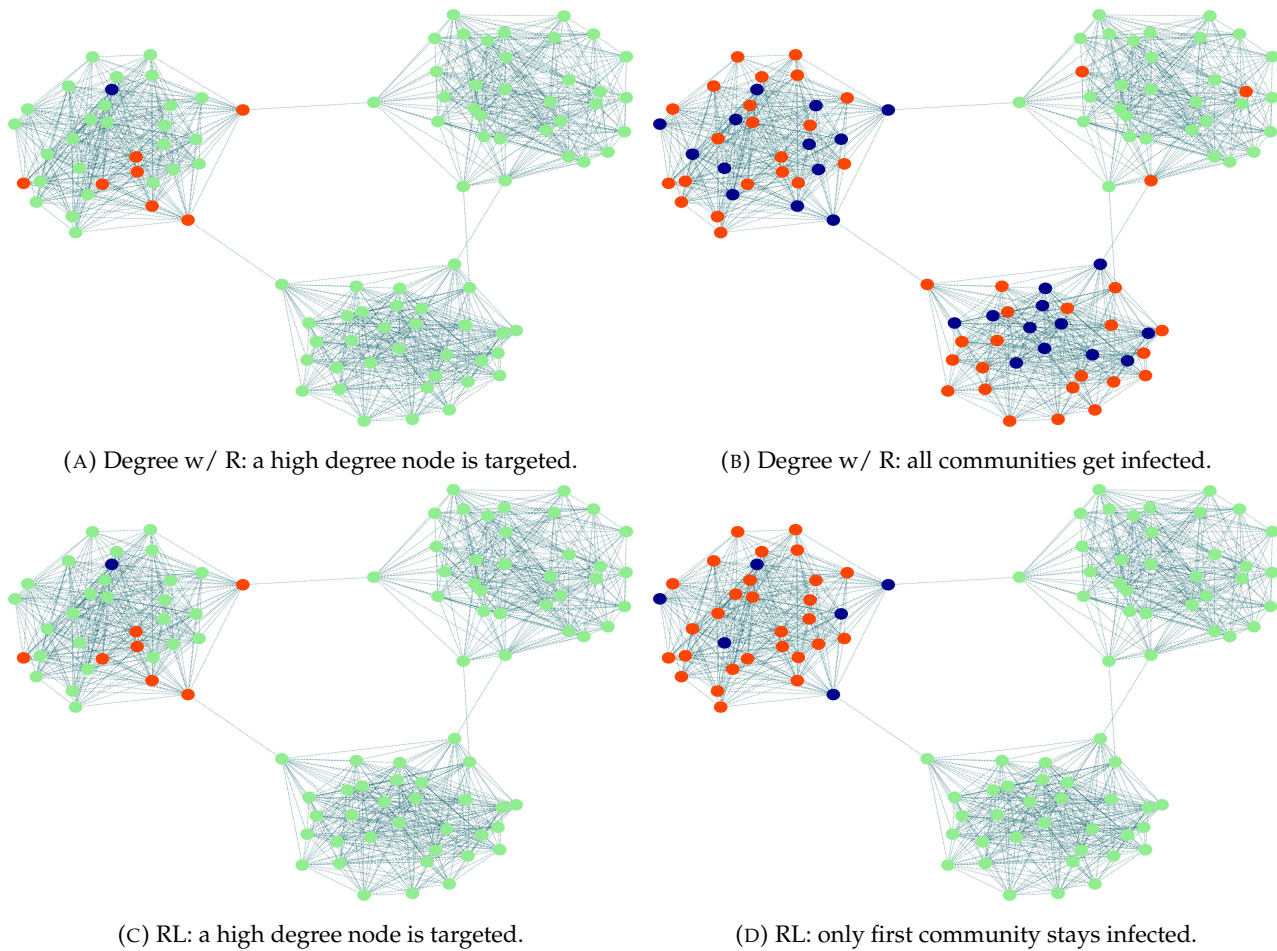 (A) Degree w/ R: a high degree node is targeted.
(B) Degree w/ R: all communities get infected.
(C) RL: a high degree node is targeted.
(D) RL: only first community stays infected.